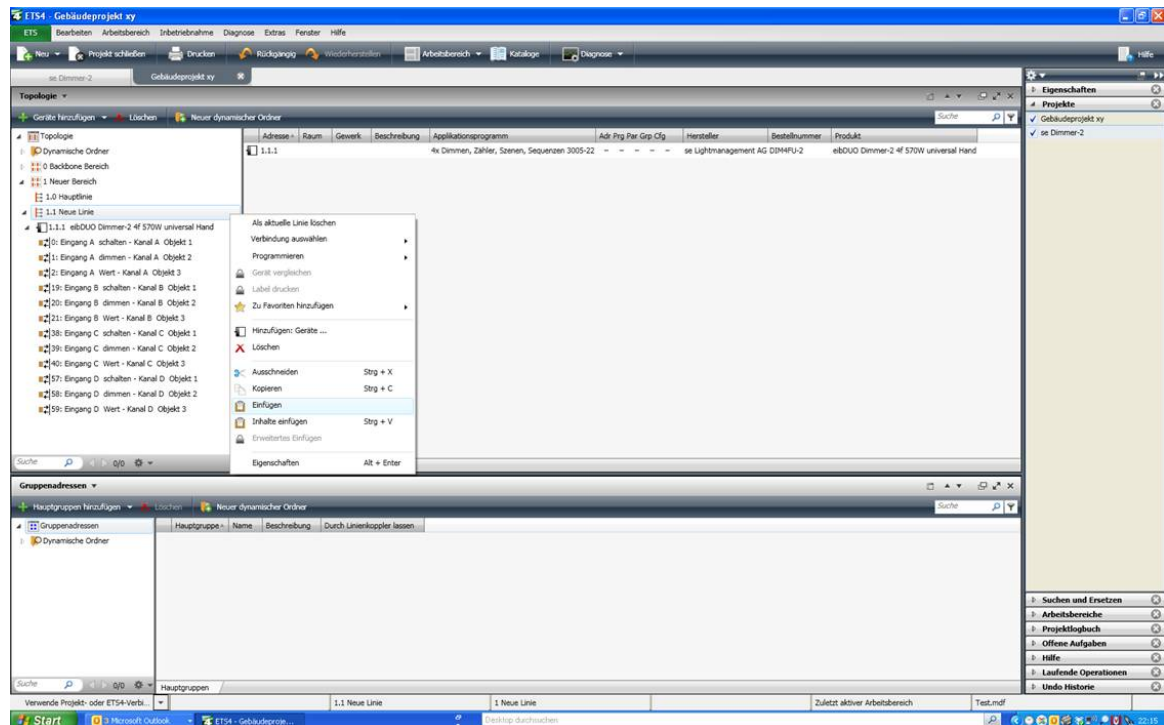 ETS4 - Gebäudeprojekt xy
ETS Bearbeiten Arbeitsbereich Inbetriebnahme Diagnose Extras Fenster Hilfe
Neu Projekt schließen Drucken Rückgängig Wiederherstellen Arbeitsbereich Kataloge Diagnose Hilfe
se Dimmer-2 Gebäudeprojekt xy
Topologie
Geräte hinzufügen Löschen Neuer dynamischer Ordner Suche
Topologie
Dynamische Ordner
0 Backbone Bereich
1 Neuer Bereich
1.0 Hauptlinie
1.1 Neue Linie
1.1.1 eibDUO Dimmer-2 4f 570W universal Hand
0: Eingang A schalten - Kanal A Objekt 1
1: Eingang A dimmen - Kanal A Objekt 2
2: Eingang A Wert - Kanal A Objekt 3
19: Eingang B schalten - Kanal B Objekt 1
20: Eingang B dimmen - Kanal B Objekt 2
21: Eingang B Wert - Kanal B Objekt 3
38: Eingang C schalten - Kanal C Objekt 1
39: Eingang C dimmen - Kanal C Objekt 2
40: Eingang C Wert - Kanal C Objekt 3
57: Eingang D schalten - Kanal D Objekt 1
58: Eingang D dimmen - Kanal D Objekt 2
59: Eingang D Wert - Kanal D Objekt 3
Suche 0/0
Adresse Raum Gewerk Beschreibung Applikationsprogramm Adr Prg Par Grp Cfg Hersteller Bestellnummer Produkt
1.1.1 4x Dimmen, Zähler, Szenen, Sequenzen 3005-22 - - - - - se Lightmanagement AG DIM4FU-2 eibDUO Dimmer-2 4f 570W universal Hand
Als aktuelle Linie löschen
Verbindung auswählen
Programmieren
Gerät vergleichen
Label drucken
Zu Favoriten hinzufügen
Hinzufügen: Geräte ...
Löschen
Ausschneiden Strg + X
Kopieren Strg + C
Einfügen
Inhalte einfügen Strg + V
Erweitertes Einfügen
Eigenschaften Alt + Enter
Gruppenadressen
Hauptgruppen hinzufügen Löschen Neuer dynamischer Ordner Suche
Gruppenadressen
Dynamische Ordner
Hauptgruppe Name Beschreibung Durch Linienkoppler lassen
Suche 0/0
Hauptgruppen
Eigenschaften
Projekte
Gebäudeprojekt xy
se Dimmer-2
Suchen und Ersetzen
Arbeitsbereiche
Projektlogbuch
Offene Aufgaben
Hilfe
Laufende Operationen
Undo Historie
Verwende Projekt- oder ETS4-Verbi... 1.1 Neue Linie 1 Neue Linie Zuletzt aktiver Arbeitsbereich Test.mdf
Start 3 Microsoft Outlook ETS4 - Gebäudeproje... Desktop durchsuchen